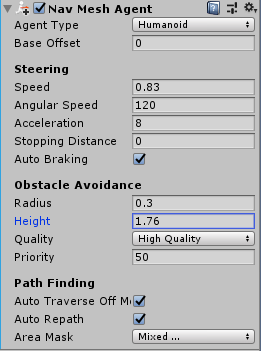 Nav Mesh Agent
Agent Type Humanoid
Base Offset 0
Steering
Speed 0.83
Angular Speed 120
Acceleration 8
Stopping Distance 0
Auto Braking
Obstacle Avoidance
Radius 0.3
Height 1.76
Quality High Quality
Priority 50
Path Finding
Auto Traverse Off M
Auto Repath
Area Mask Mixed ...